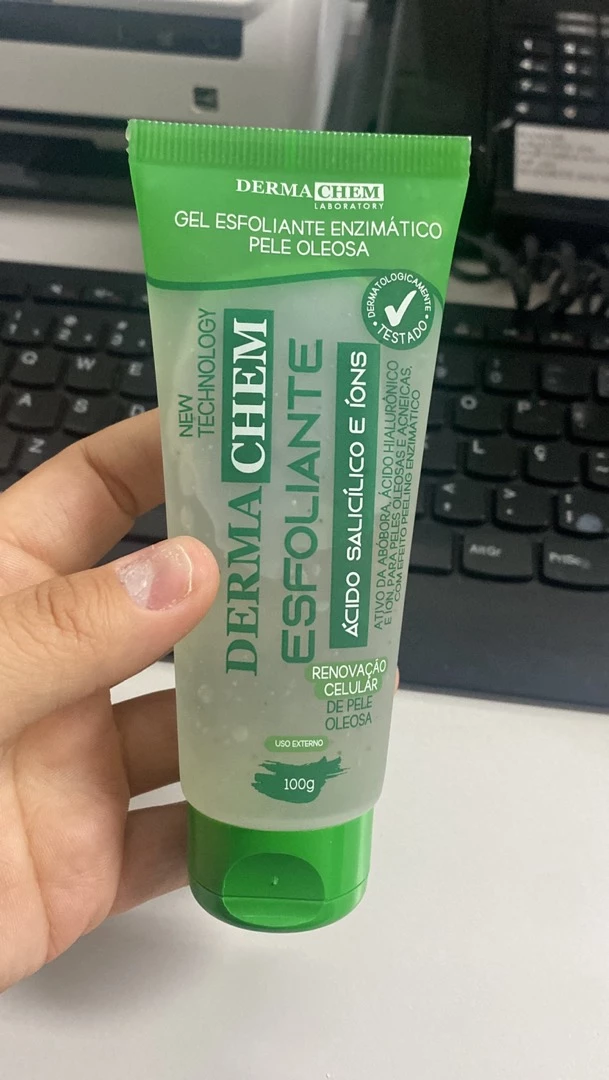 DERMA CHEM
LABORATORY
GEL ESFOLIANTE ENZIMÁTICO
PELE OLEOSA
DERMATOLOGICAMENTE
• TESTADO •
NEW
TECHNOLOGY
DERMA CHEM
ESFOLIANTE
ÁCIDO SALICÍLICO E ÍONS
ATIVO DA ABÓBORA, ÁCIDO HIALURÔNICO
E ÍON, PARA PELES OLEOSAS E ACNEICAS,
COM EFEITO PEELING ENZIMÁTICO
RENOVAÇÃO
CELULAR
DE PELE
OLEOSA
USO EXTERNO
100g
Q
W
E
A
S
D
Z
O
P
L
Ç
Alt Gr